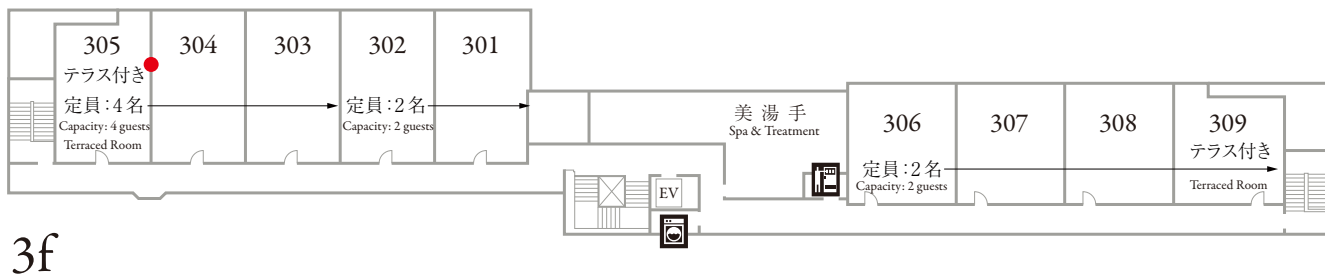 305
テラス付き
定員:4名
Capacity: 4 guests
Terraced Room
304
303
302
定員:2名
Capacity: 2 guests
301
美湯手
Spa & Treatment
EV
306
定員:2名
Capacity: 2 guests
307
308
309
テラス付き
Terraced Room
3f